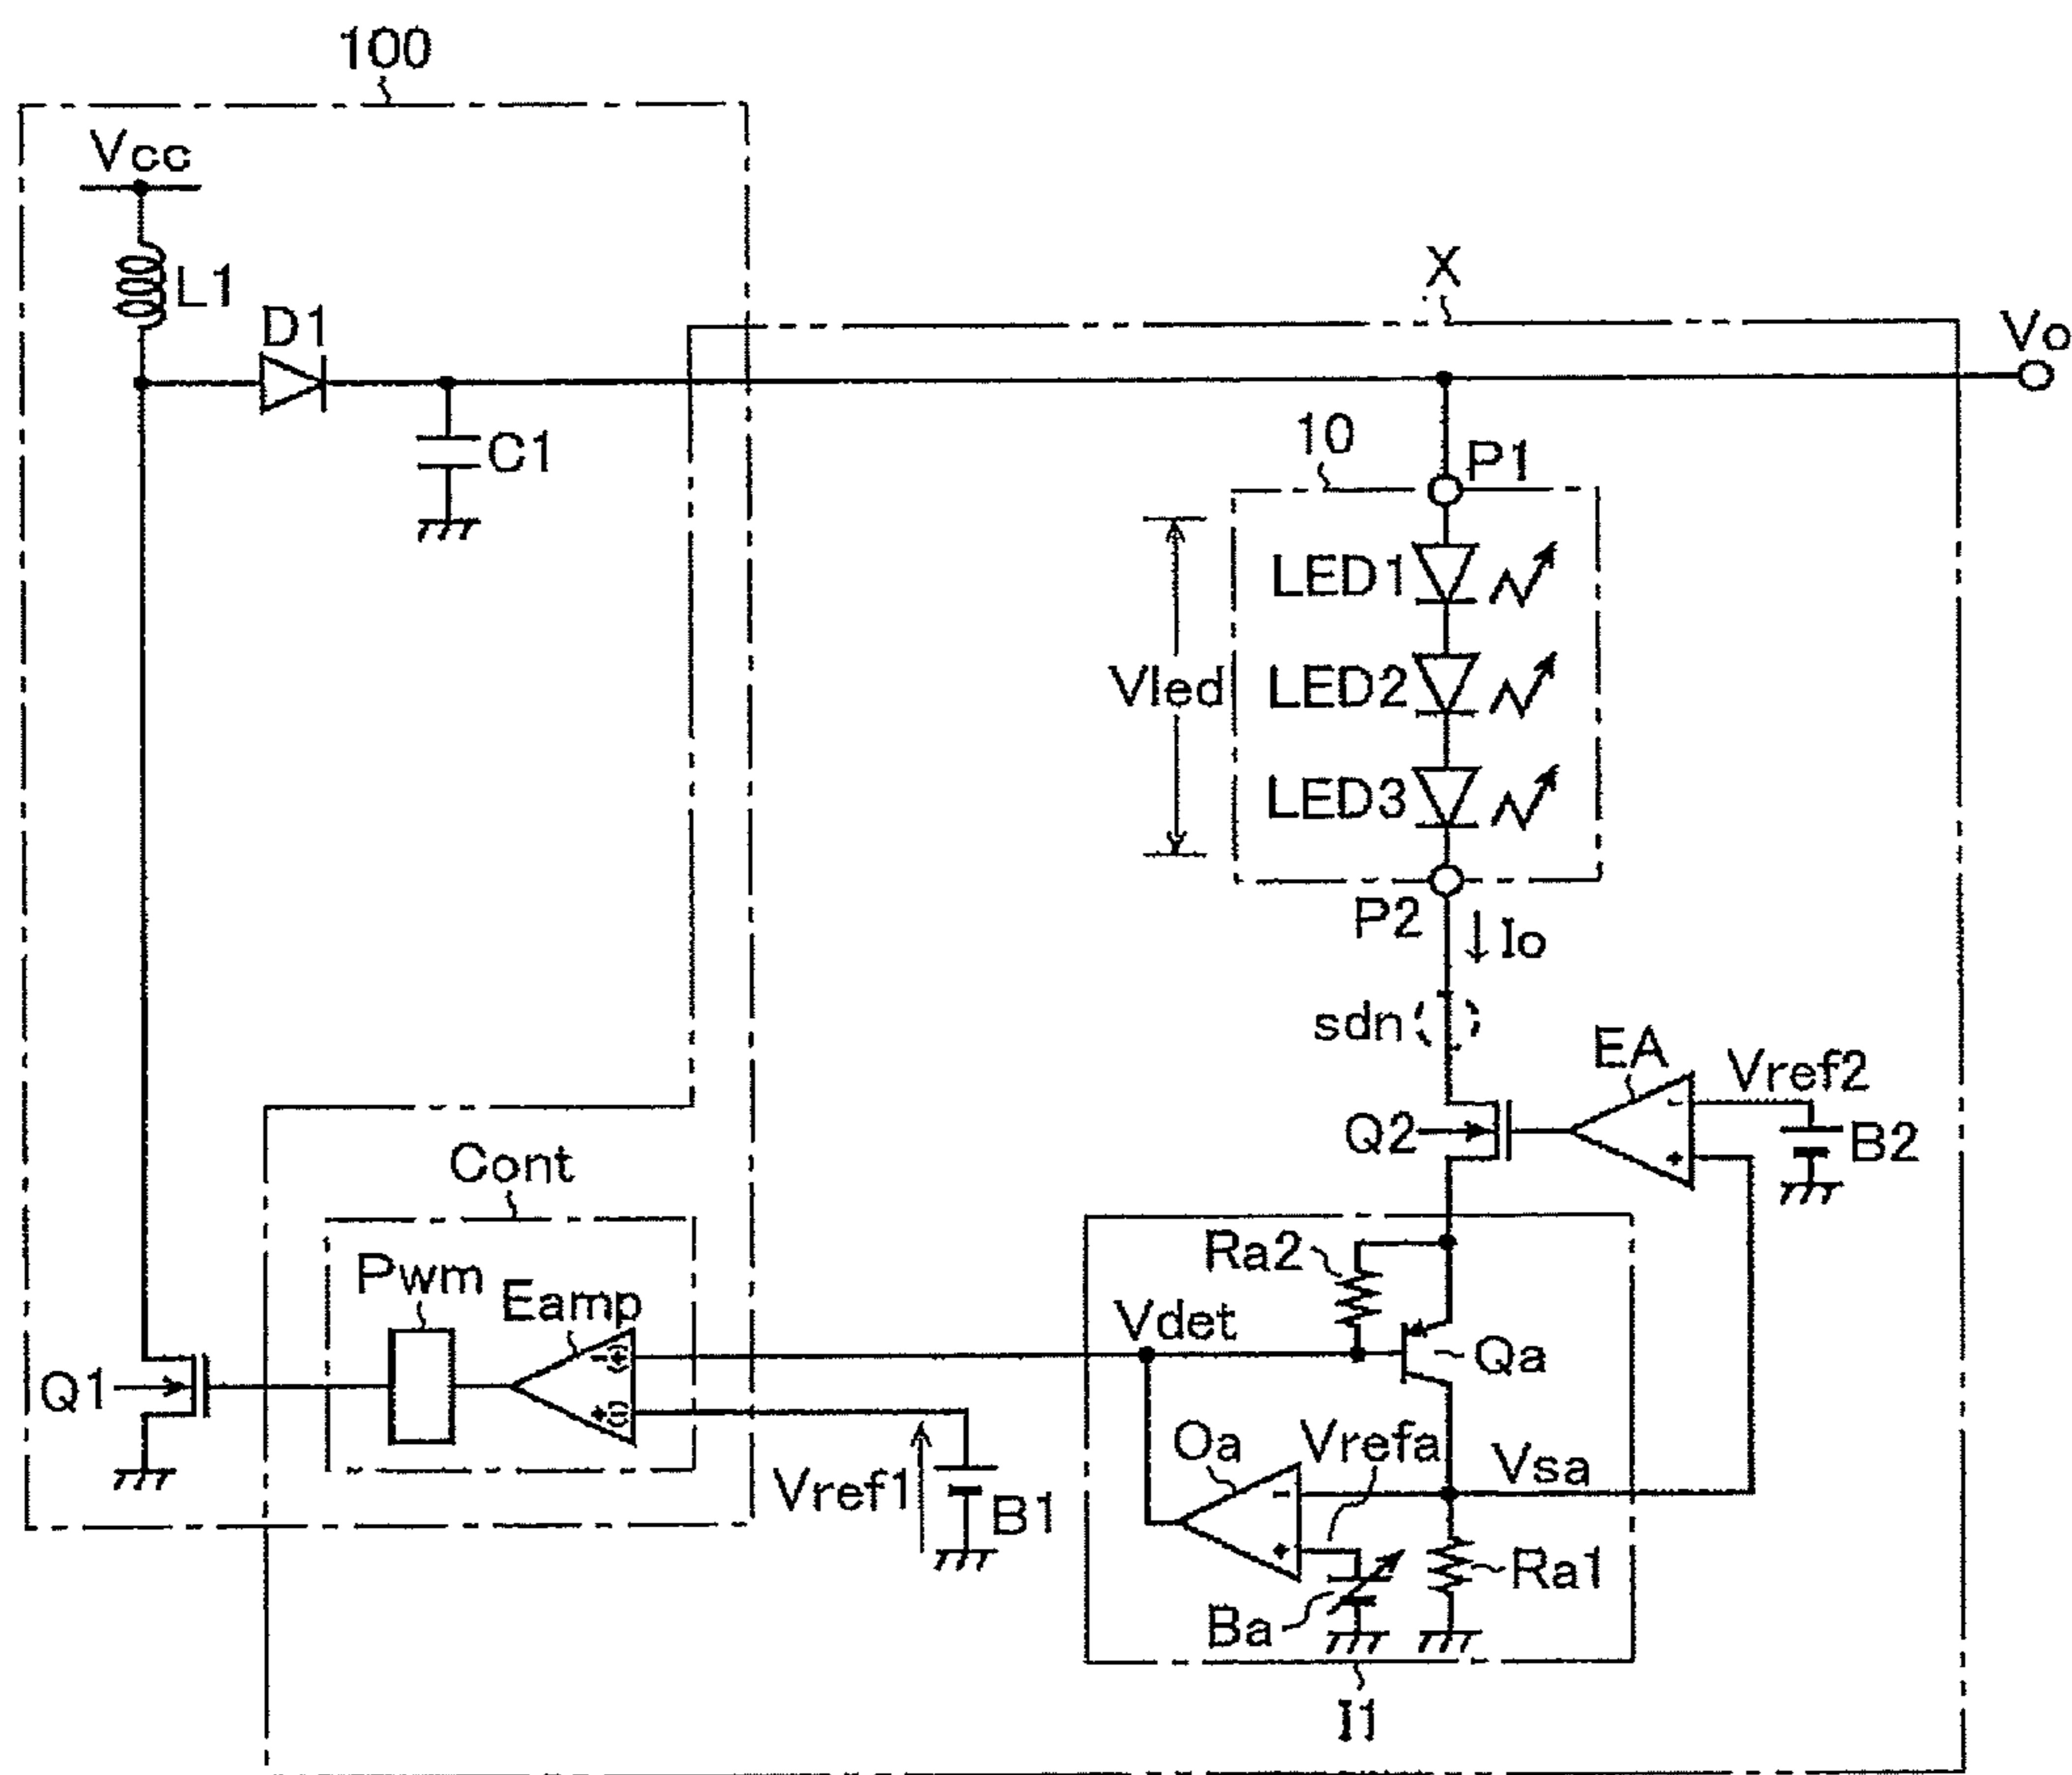 100
Vcc
L1
D1
C1
X
Vo
10
P1
LED1
Vled
LED2
LED3
P2
Io
sdn
EA
Vref2
Q2
B2
Cont
Pwm
Eamp
Q1
-(+)
+(-)
Vref1
B1
Ra2
Vdet
Qa
Oa
Vrefa
Vsa
Ra1
Ba
I1